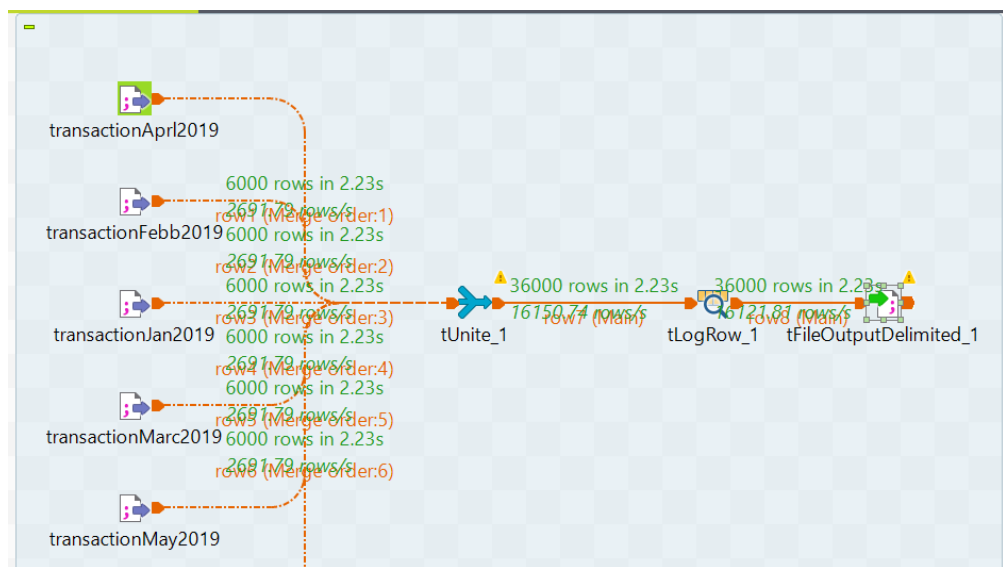 transactionAprl2019
6000 rows in 2.23s
2691.79 rows/s
row1 (Merge order:1)
transactionFebb2019
6000 rows in 2.23s
2691.79 rows/s
row2 (Merge order:2)
6000 rows in 2.23s
2691.79 rows/s
row3 (Merge order:3)
transactionJan2019
6000 rows in 2.23s
2691.79 rows/s
row4 (Merge order:4)
6000 rows in 2.23s
2691.79 rows/s
row5 (Merge order:5)
transactionMarc2019
6000 rows in 2.23s
2691.79 rows/s
row6 (Merge order:6)
transactionMay2019
tUnite_1
36000 rows in 2.23s
16150.74 rows/s
row7 (Main)
tLogRow_1
36000 rows in 2.23s
16121.81 rows/s
row8 (Main)
tFileOutputDelimited_1